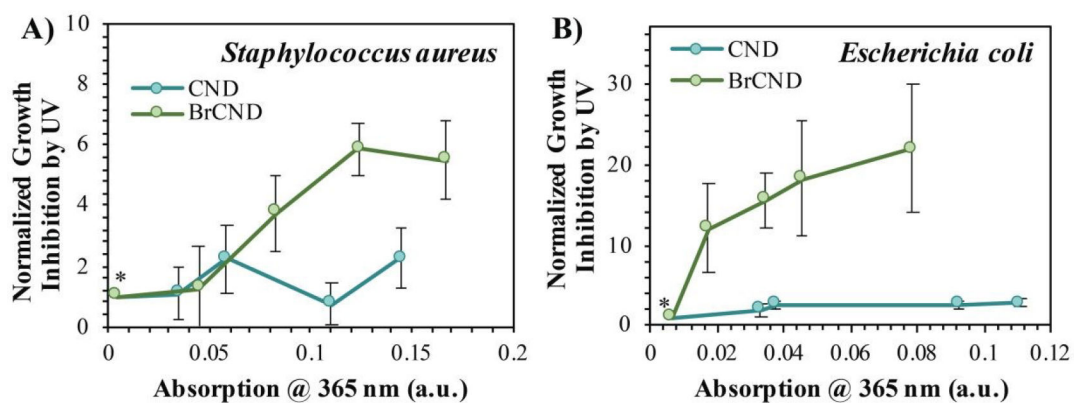 A)
Staphylococcus aureus
CND
BrCND
Normalized Growth
Inhibition by UV
10
8
6
4
2
0
*
0
0.05
0.1
0.15
0.2
Absorption @ 365 nm (a.u.)
B)
Escherichia coli
CND
BrCND
Normalized Growth
Inhibition by UV
30
20
10
0
*
0
0.02
0.04
0.06
0.08
0.10
0.12
Absorption @ 365 nm (a.u.)